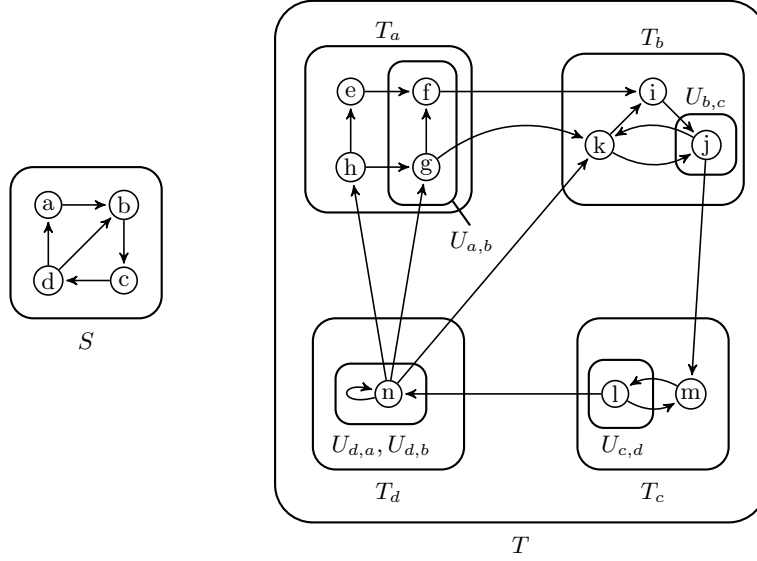 T_a
T_b
e
f
i
U_{b,c}
k
j
h
g
a
b
U_{a,b}
d
c
S
n
l
m
U_{d,a}, U_{d,b}
U_{c,d}
T_d
T_c
T